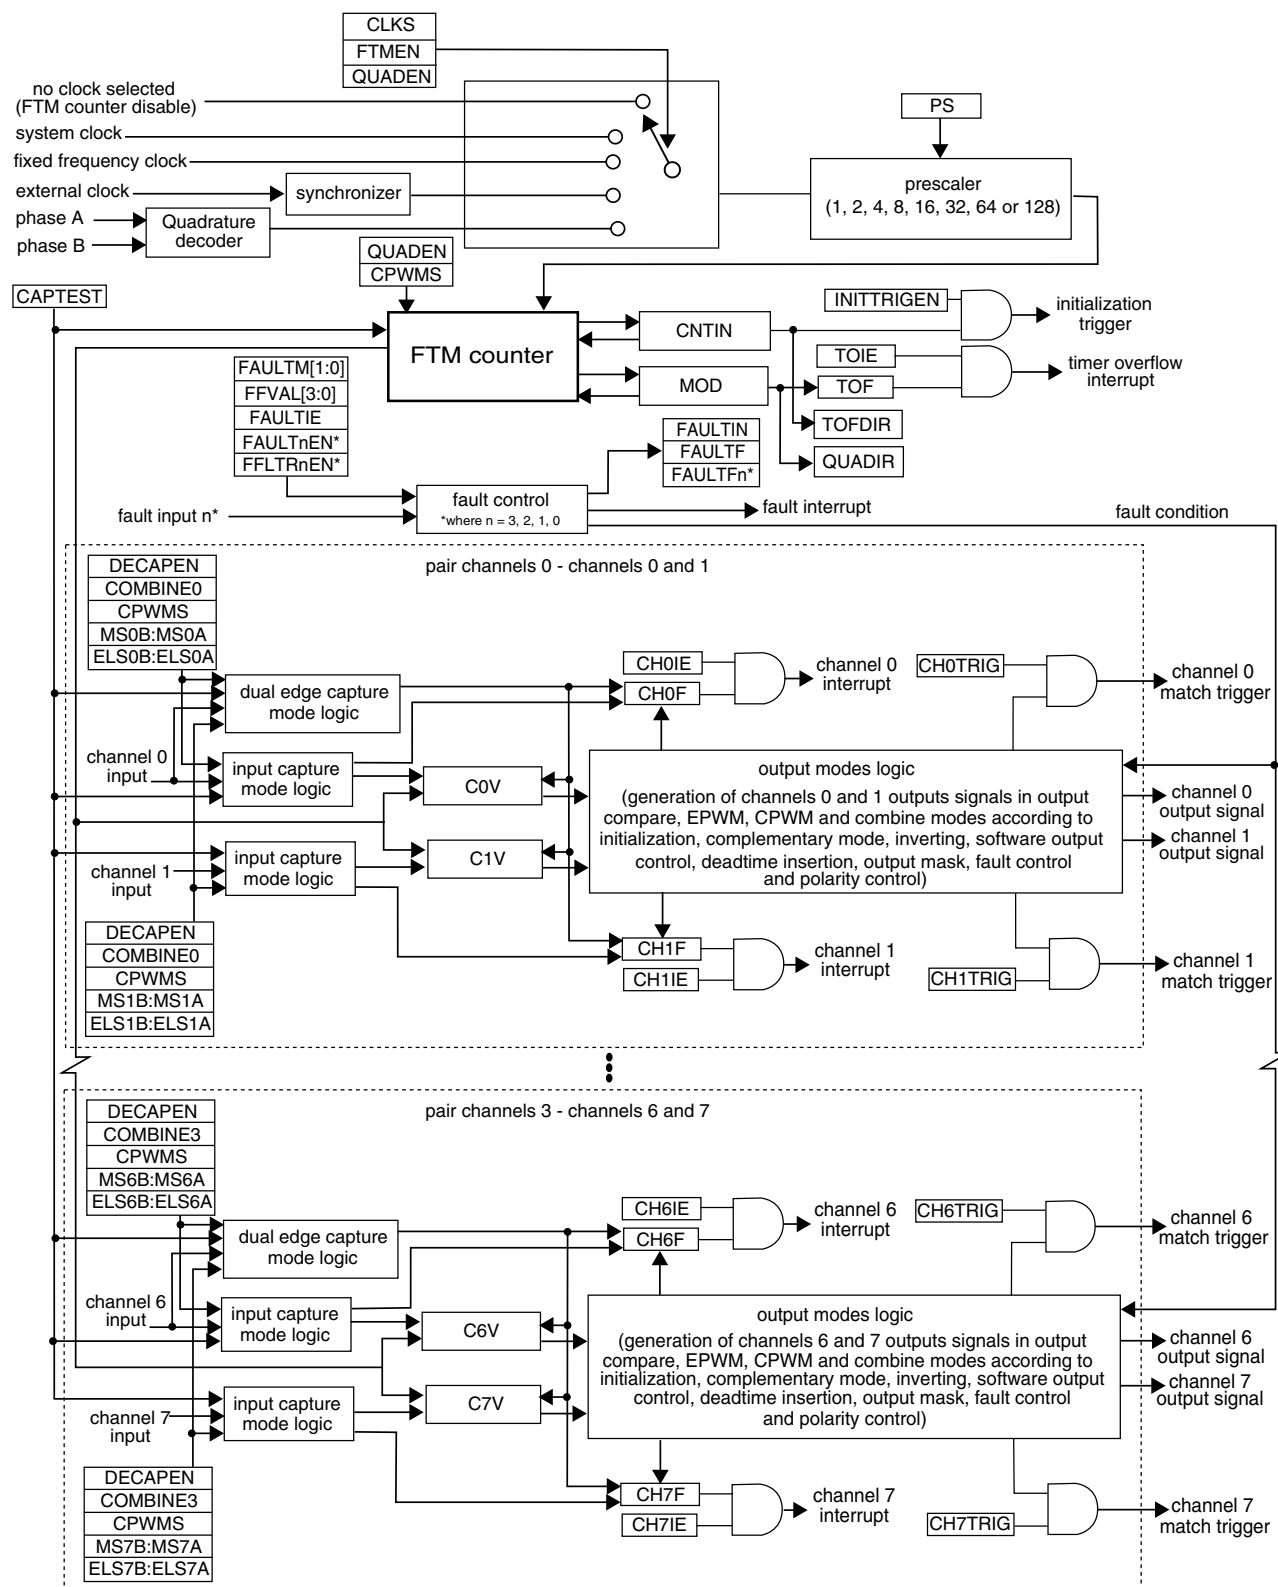 CLKS
FTMEN
QUADEN
no clock selected
(FTM counter disable)
system clock
fixed frequency clock
external clock
synchronizer
phase A
phase B
Quadrature
decoder
PS
prescaler
(1, 2, 4, 8, 16, 32, 64 or 128)
QUADEN
CPWMS
CAPTEST
FTM counter
CNTIN
MOD
INITTRIGEN
initialization
trigger
TOIE
TOF
timer overflow
interrupt
TOFDIR
QUADIR
FAULTM[1:0]
FFVAL[3:0]
FAULTIE
FAULTnEN*
FFLTRnEN*
FAULTIN
FAULTF
FAULTFn*
fault input n*
fault control
*where n = 3, 2, 1, 0
fault interrupt
fault condition
pair channels 0 - channels 0 and 1
DECAPEN
COMBINE0
CPWMS
MS0B:MS0A
ELS0B:ELS0A
dual edge capture
mode logic
channel 0
input
input capture
mode logic
C0V
channel 1
input
input capture
mode logic
C1V
DECAPEN
COMBINE0
CPWMS
MS1B:MS1A
ELS1B:ELS1A
CH0IE
CH0F
channel 0
interrupt
CH0TRIG
channel 0
match trigger
output modes logic
(generation of channels 0 and 1 outputs signals in output
compare, EPWM, CPWM and combine modes according to
initialization, complementary mode, inverting, software output
control, deadtime insertion, output mask, fault control
and polarity control)
channel 0
output signal
channel 1
output signal
CH1F
CH1IE
channel 1
interrupt
CH1TRIG
channel 1
match trigger
pair channels 3 - channels 6 and 7
DECAPEN
COMBINE3
CPWMS
MS6B:MS6A
ELS6B:ELS6A
dual edge capture
mode logic
channel 6
input
input capture
mode logic
C6V
channel 7
input
input capture
mode logic
C7V
DECAPEN
COMBINE3
CPWMS
MS7B:MS7A
ELS7B:ELS7A
CH6IE
CH6F
channel 6
interrupt
CH6TRIG
channel 6
match trigger
output modes logic
(generation of channels 6 and 7 outputs signals in output
compare, EPWM, CPWM and combine modes according to
initialization, complementary mode, inverting, software output
control, deadtime insertion, output mask, fault control
and polarity control)
channel 6
output signal
channel 7
output signal
CH7F
CH7IE
channel 7
interrupt
CH7TRIG
channel 7
match trigger